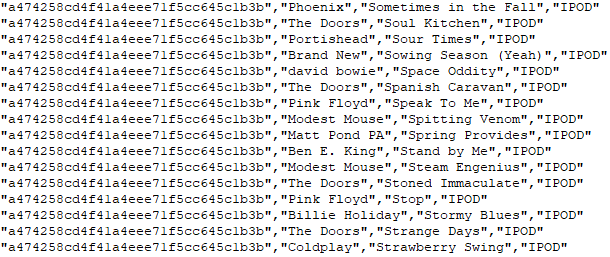 "a474258cd4f41a4eee71f5cc645c1b3b","Phoenix","Sometimes in the Fall","IPOD"
"a474258cd4f41a4eee71f5cc645c1b3b","The Doors","Soul Kitchen","IPOD"
"a474258cd4f41a4eee71f5cc645c1b3b","Portishead","Sour Times","IPOD"
"a474258cd4f41a4eee71f5cc645c1b3b","Brand New","Sowing Season (Yeah)","IPOD"
"a474258cd4f41a4eee71f5cc645c1b3b","david bowie","Space Oddity","IPOD"
"a474258cd4f41a4eee71f5cc645c1b3b","The Doors","Spanish Caravan","IPOD"
"a474258cd4f41a4eee71f5cc645c1b3b","Pink Floyd","Speak To Me","IPOD"
"a474258cd4f41a4eee71f5cc645c1b3b","Modest Mouse","Spitting Venom","IPOD"
"a474258cd4f41a4eee71f5cc645c1b3b","Matt Pond PA","Spring Provides","IPOD"
"a474258cd4f41a4eee71f5cc645c1b3b","Ben E. King","Stand by Me","IPOD"
"a474258cd4f41a4eee71f5cc645c1b3b","Modest Mouse","Steam Engenius","IPOD"
"a474258cd4f41a4eee71f5cc645c1b3b","The Doors","Stoned Immaculate","IPOD"
"a474258cd4f41a4eee71f5cc645c1b3b","Pink Floyd","Stop","IPOD"
"a474258cd4f41a4eee71f5cc645c1b3b","Billie Holiday","Stormy Blues","IPOD"
"a474258cd4f41a4eee71f5cc645c1b3b","The Doors","Strange Days","IPOD"
"a474258cd4f41a4eee71f5cc645c1b3b","Coldplay","Strawberry Swing","IPOD"